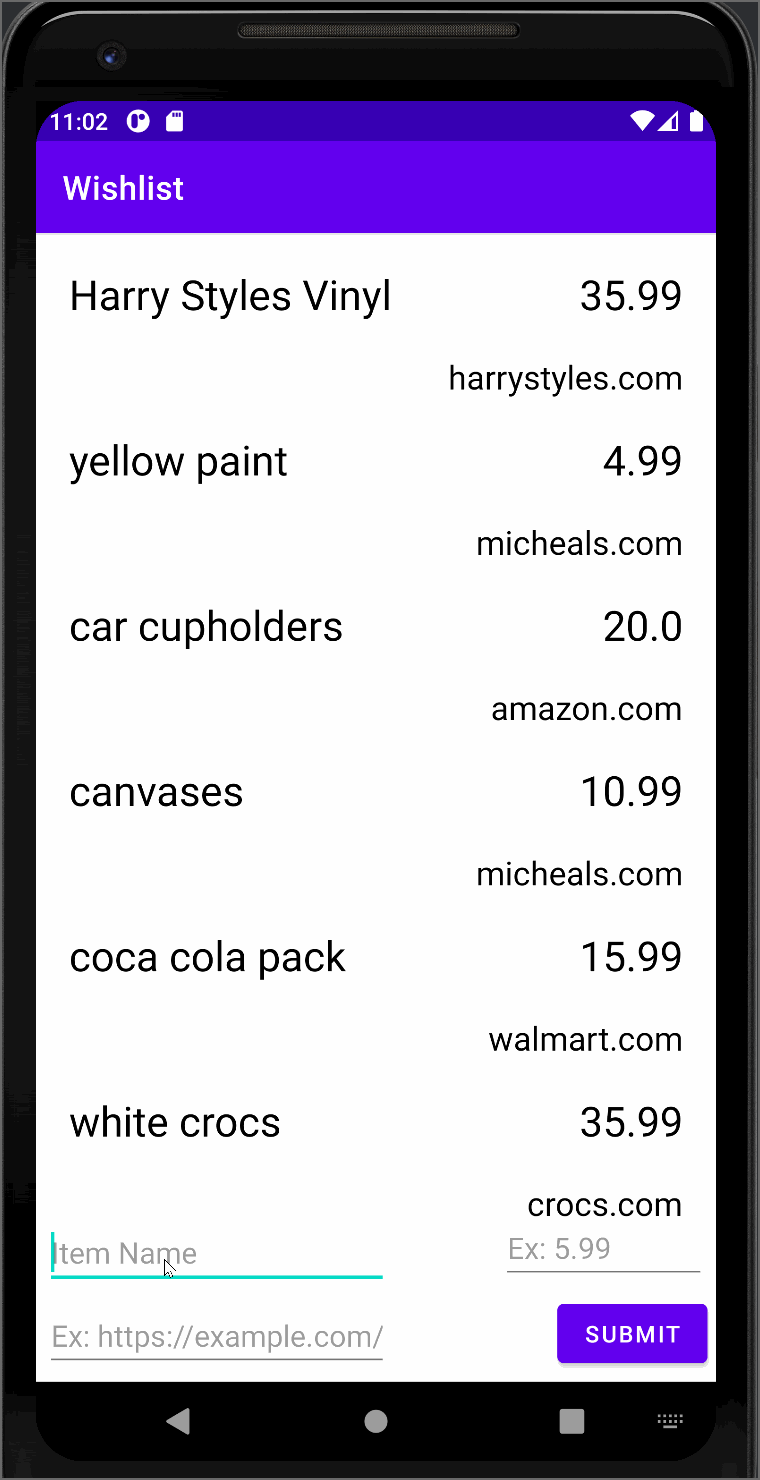 11:02
Wishlist
Harry Styles Vinyl 35.99
harrystyles.com
yellow paint 4.99
micheals.com
car cupholders 20.0
amazon.com
canvases 10.99
micheals.com
coca cola pack 15.99
walmart.com
white crocs 35.99
crocs.com
Item Name Ex: 5.99
Ex: https://example.com/ SUBMIT